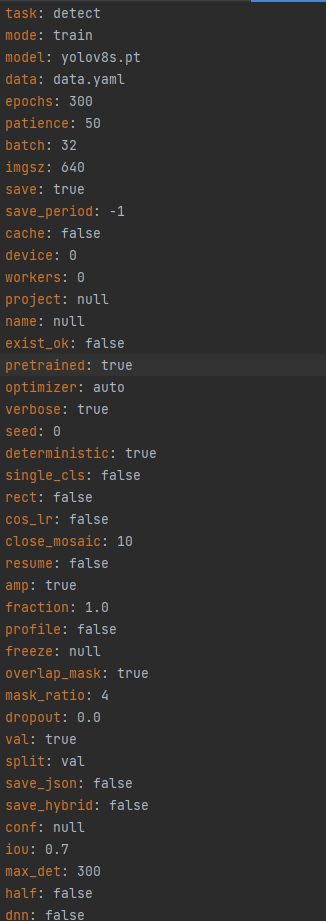 task: detect
mode: train
model: yolov8s.pt
data: data.yaml
epochs: 300
patience: 50
batch: 32
imgsz: 640
save: true
save_period: -1
cache: false
device: 0
workers: 0
project: null
name: null
exist_ok: false
pretrained: true
optimizer: auto
verbose: true
seed: 0
deterministic: true
single_cls: false
rect: false
cos_lr: false
close_mosaic: 10
resume: false
amp: true
fraction: 1.0
profile: false
freeze: null
overlap_mask: true
mask_ratio: 4
dropout: 0.0
val: true
split: val
save_json: false
save_hybrid: false
conf: null
iou: 0.7
max_det: 300
half: false
dnn: false